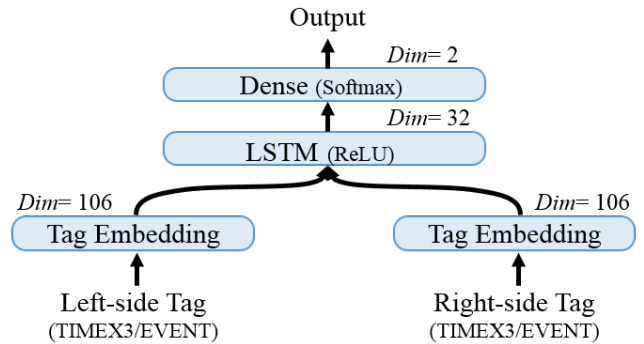 Output
Dim= 2
Dense (Softmax)
Dim= 32
LSTM (ReLU)
Dim= 106
Dim= 106
Tag Embedding
Tag Embedding
Left-side Tag
(TIMEX3/EVENT)
Right-side Tag
(TIMEX3/EVENT)